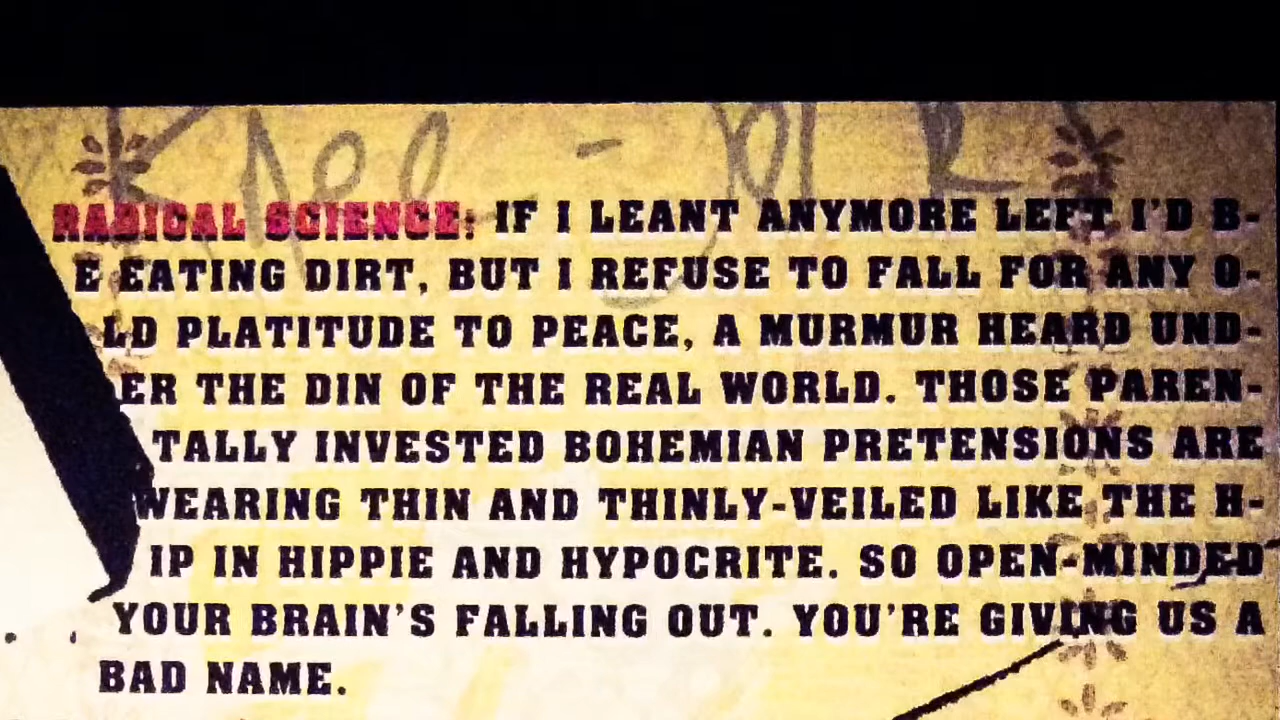 RADICAL SCIENCE: IF I LEANT ANYMORE LEFT I'D B-
E EATING DIRT, BUT I REFUSE TO FALL FOR ANY O-
LD PLATITUDE TO PEACE, A MURMUR HEARD UND-
ER THE DIN OF THE REAL WORLD. THOSE PAREN-
TALLY INVESTED BOHEMIAN PRETENSIONS ARE
WEARING THIN AND THINLY-VEILED LIKE THE H-
IP IN HIPPIE AND HYPOCRITE. SO OPEN-MINDED
YOUR BRAIN'S FALLING OUT. YOU'RE GIVING US A
BAD NAME.